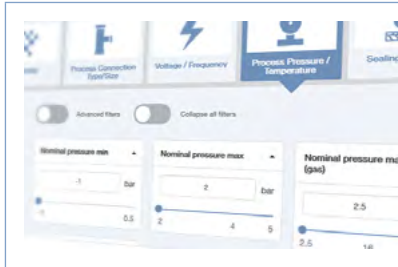 Process Connection
Type/Size
Voltage / Frequency
Process Pressure /
Temperature
Sealing
Advanced filters
Collapse all filters
Nominal pressure min
-1
bar
-1
0.5
Nominal pressure max
2
bar
2
4
5
Nominal pressure ma
(gas)
2.5
2.5
16